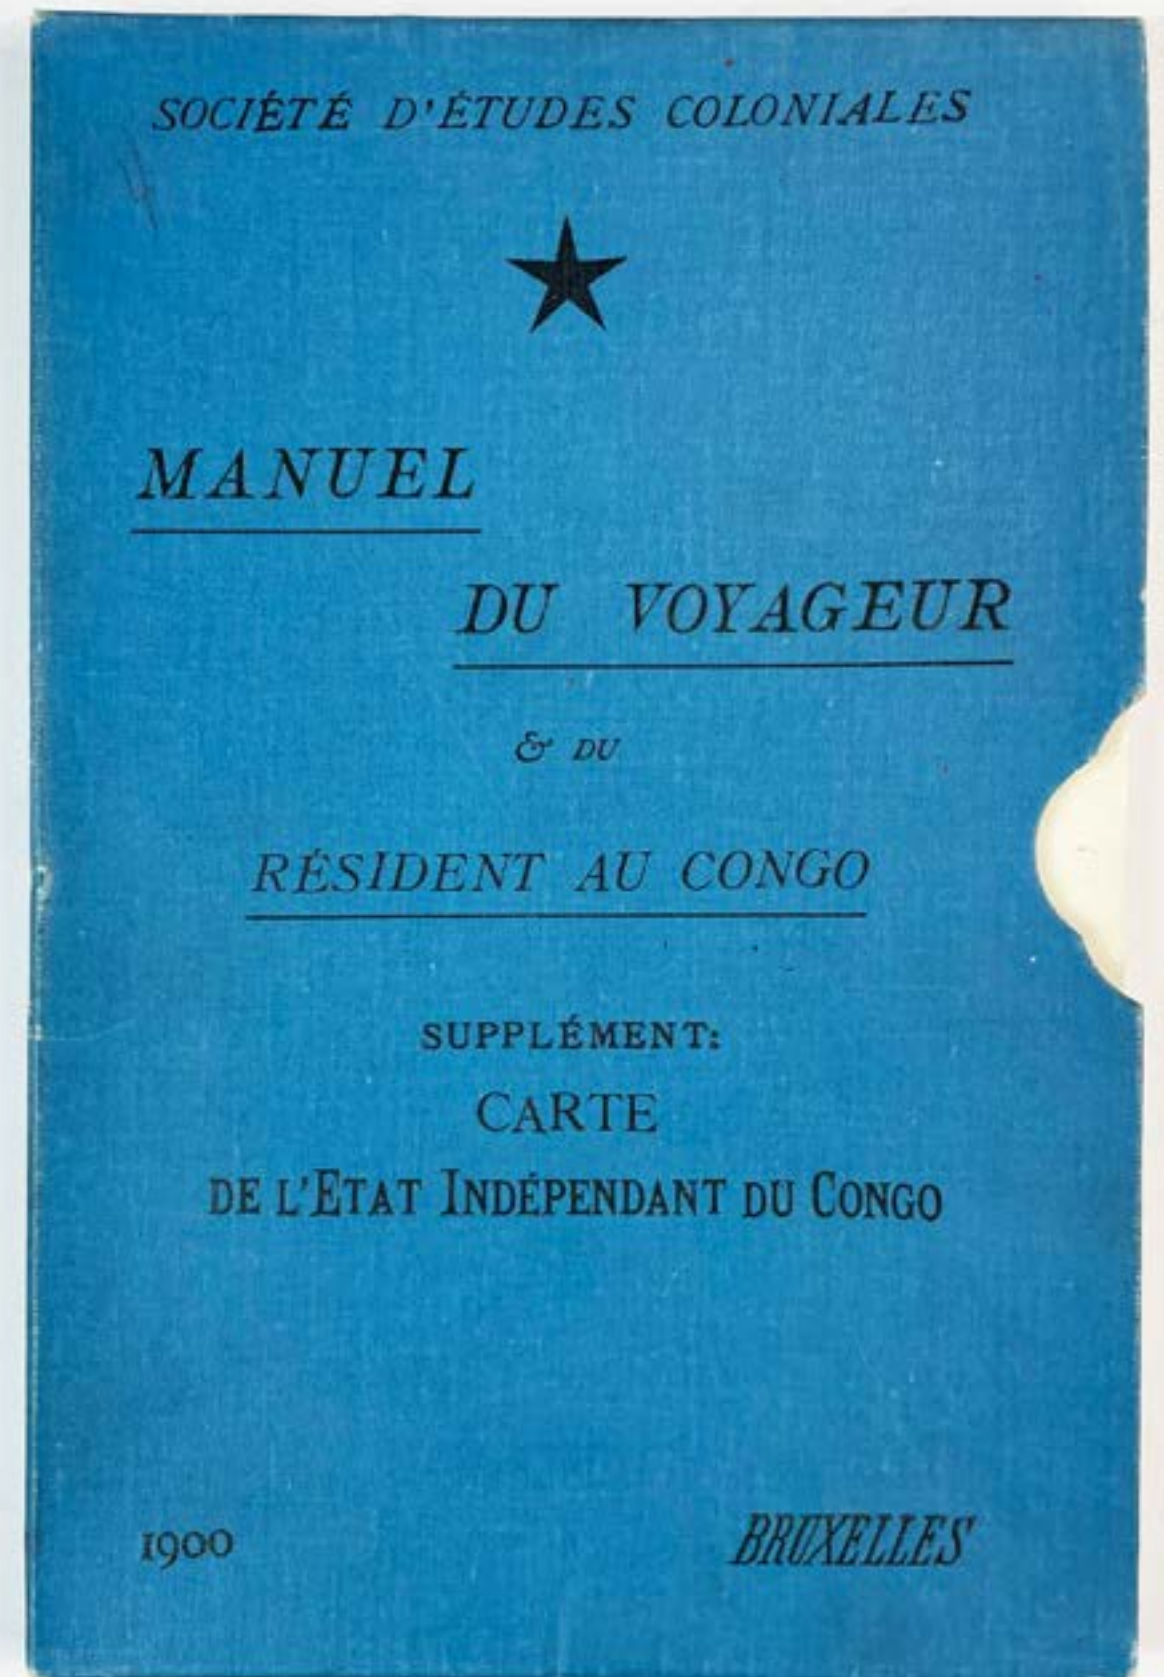 SOCIÉTÉ D'ÉTUDES COLONIALES
MANUEL
DU VOYAGEUR
& DU
RÉSIDENT AU CONGO
SUPPLÉMENT:
CARTE
DE L'ETAT INDÉPENDANT DU CONGO
1900 BRUXELLES